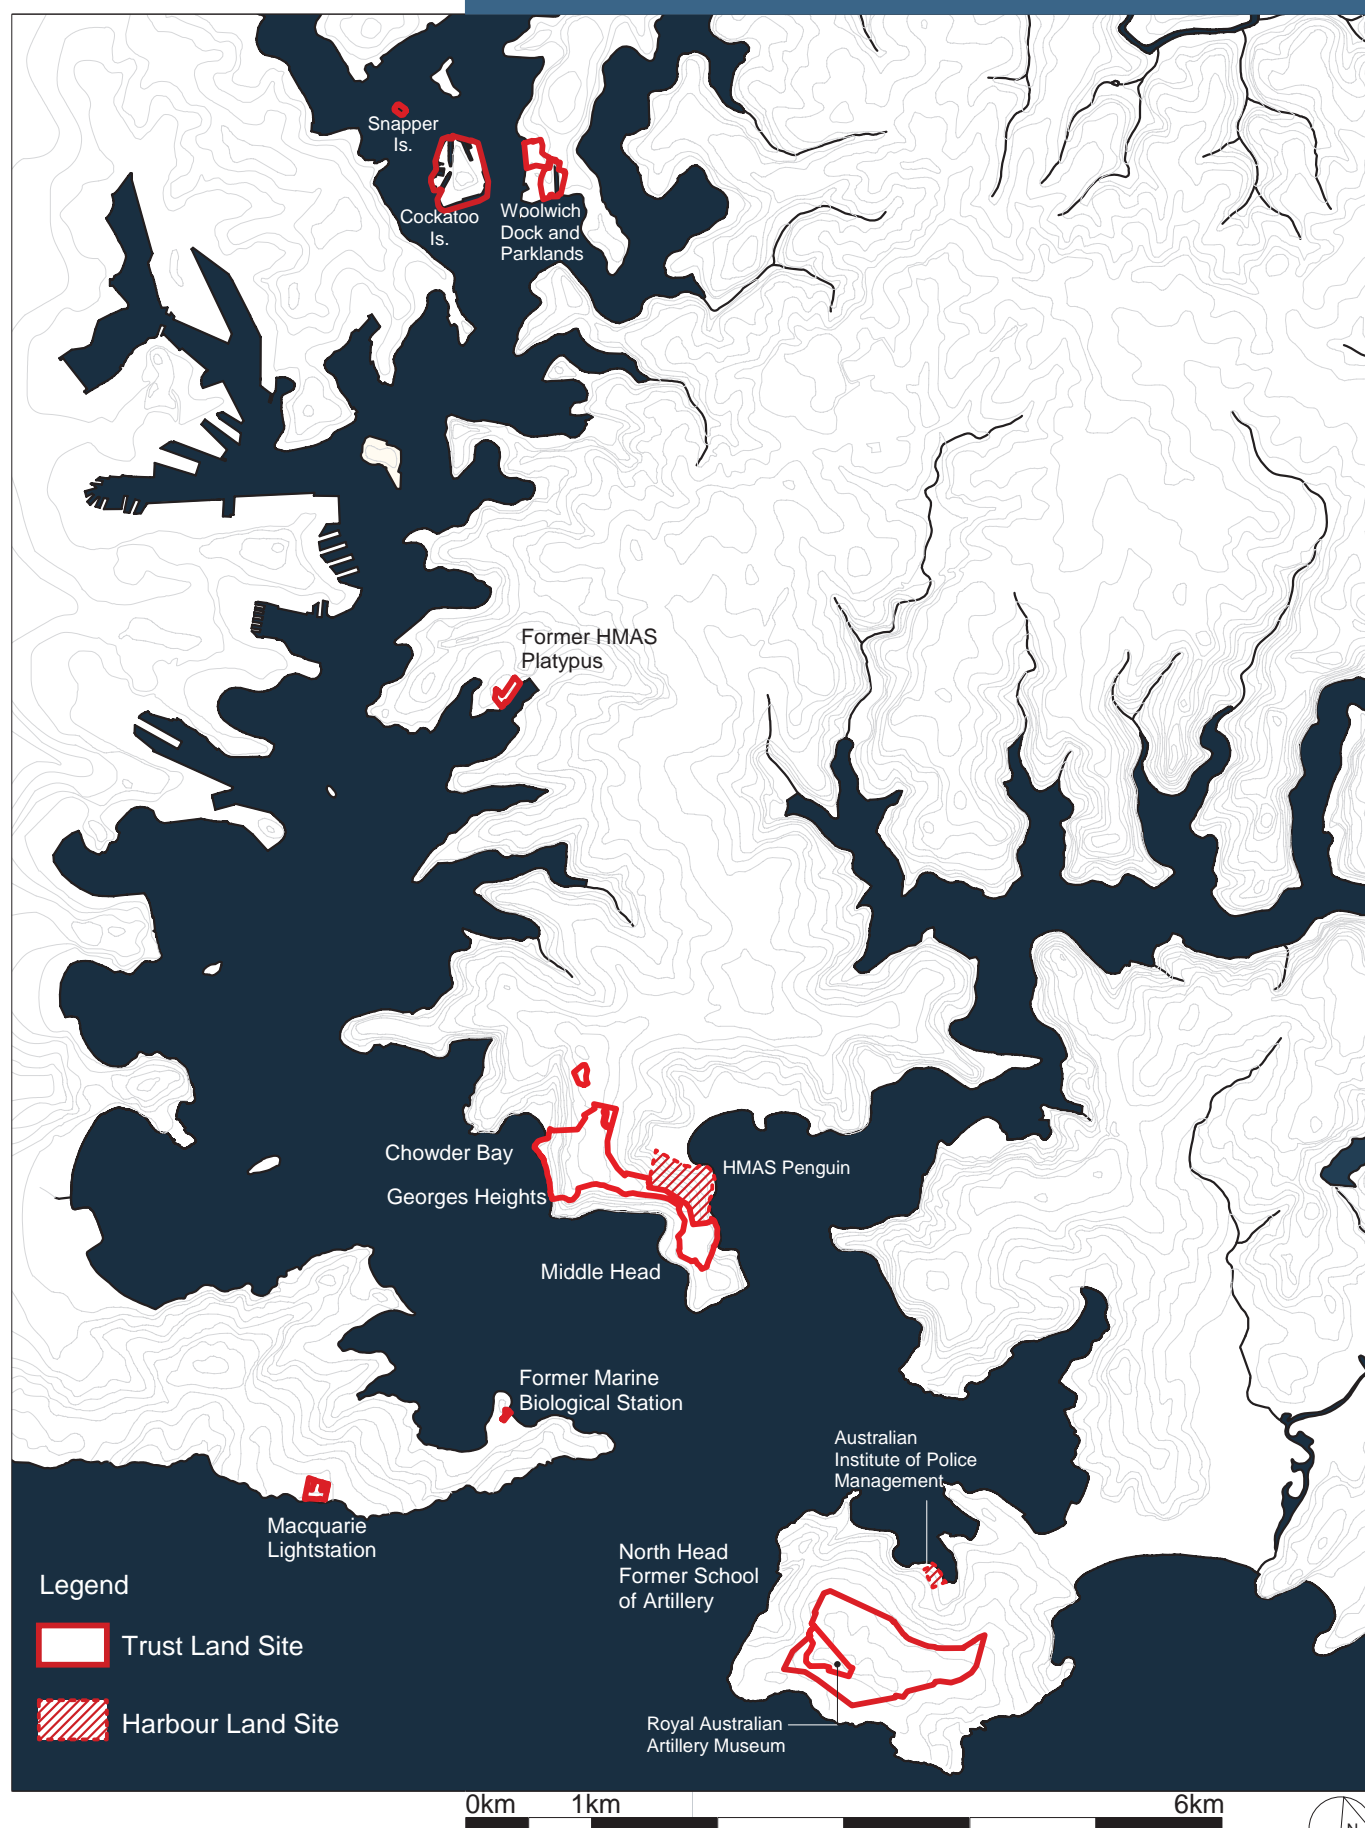 Snapper
Is.
Cockatoo
Is.
Woolwich
Dock and
Parklands
Former HMAS
Platypus
Chowder Bay
HMAS Penguin
Georges Heights
Middle Head
Former Marine
Biological Station
Australian
Institute of Police
Management
Macquarie
Lightstation
North Head
Former School
of Artillery
Legend
Trust Land Site
Harbour Land Site
Royal Australian
Artillery Museum
0km 1km 6km
N